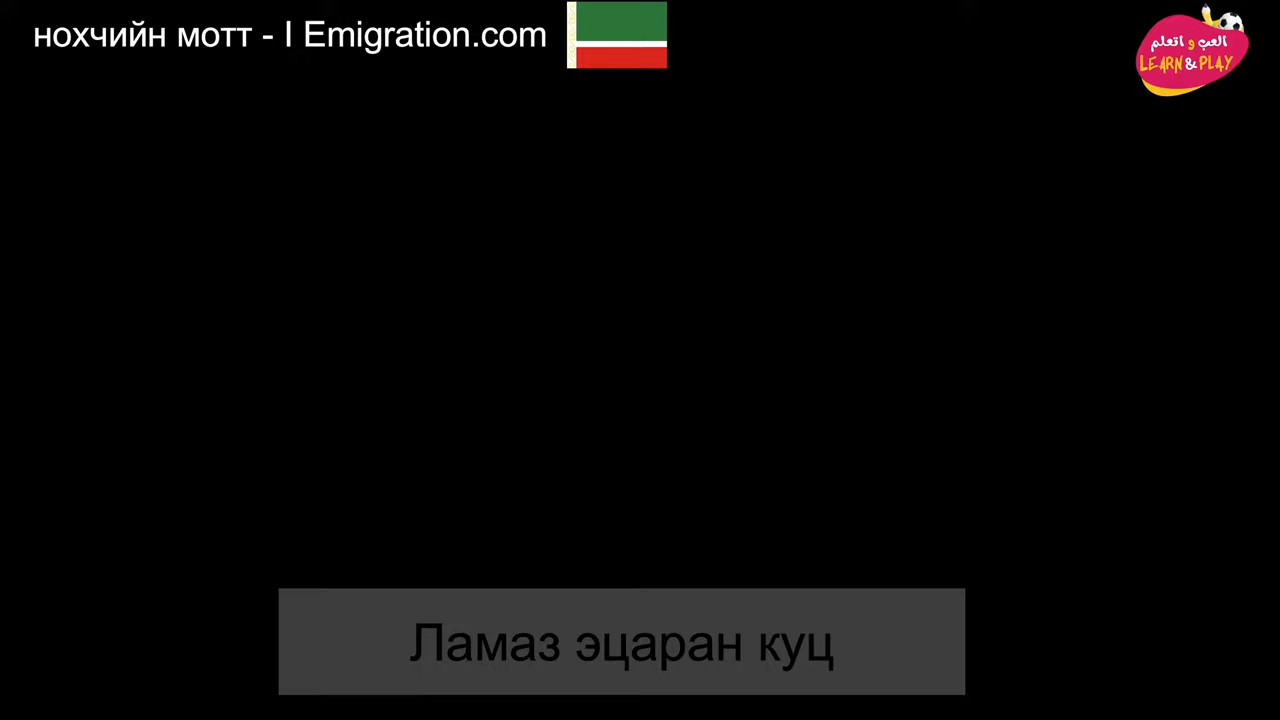 нохчийн мотт - I Emigration.com
العب و اتعلم
LEARN & PLAY
Ламаз эцаран куц